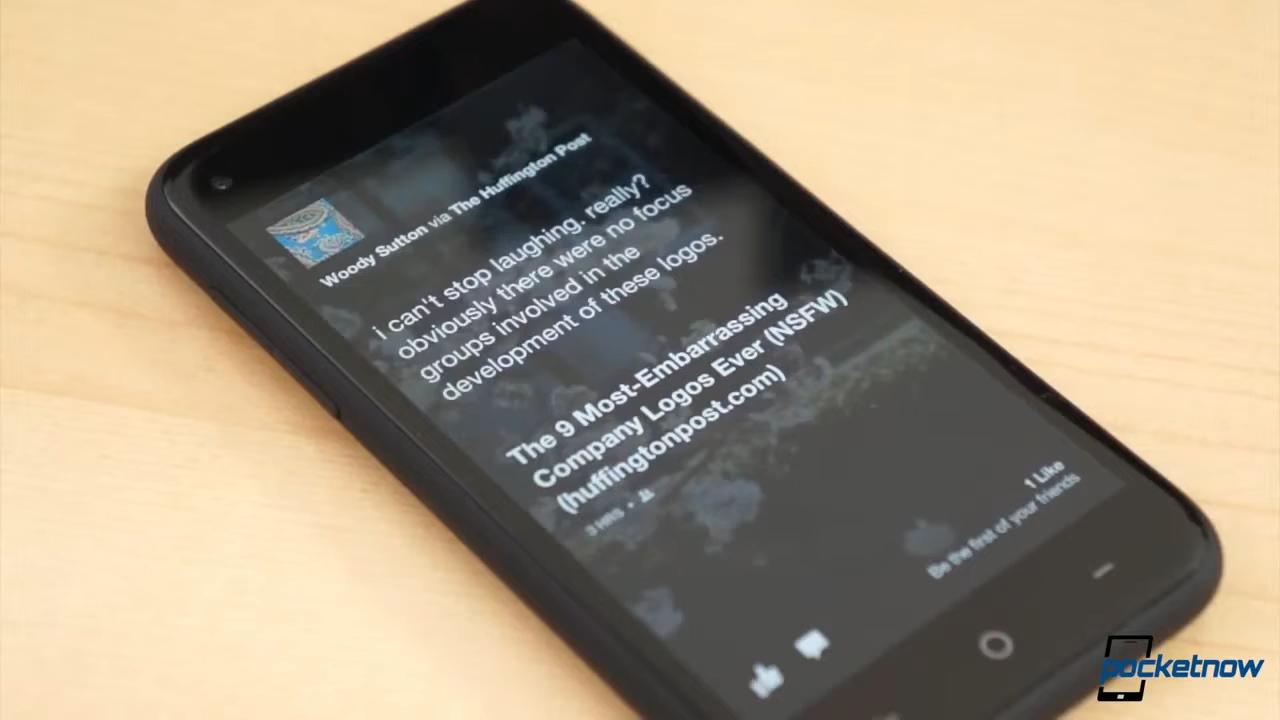 Woody Sutton via The Huffington Post
i can't stop laughing. really?
obviously there were no focus
groups involved in the
development of these logos.
The 9 Most-Embarrassing
Company Logos Ever (NSFW)
(huffingtonpost.com)
3 HRS •
1 Like
Be the first of your friends
pocketnow